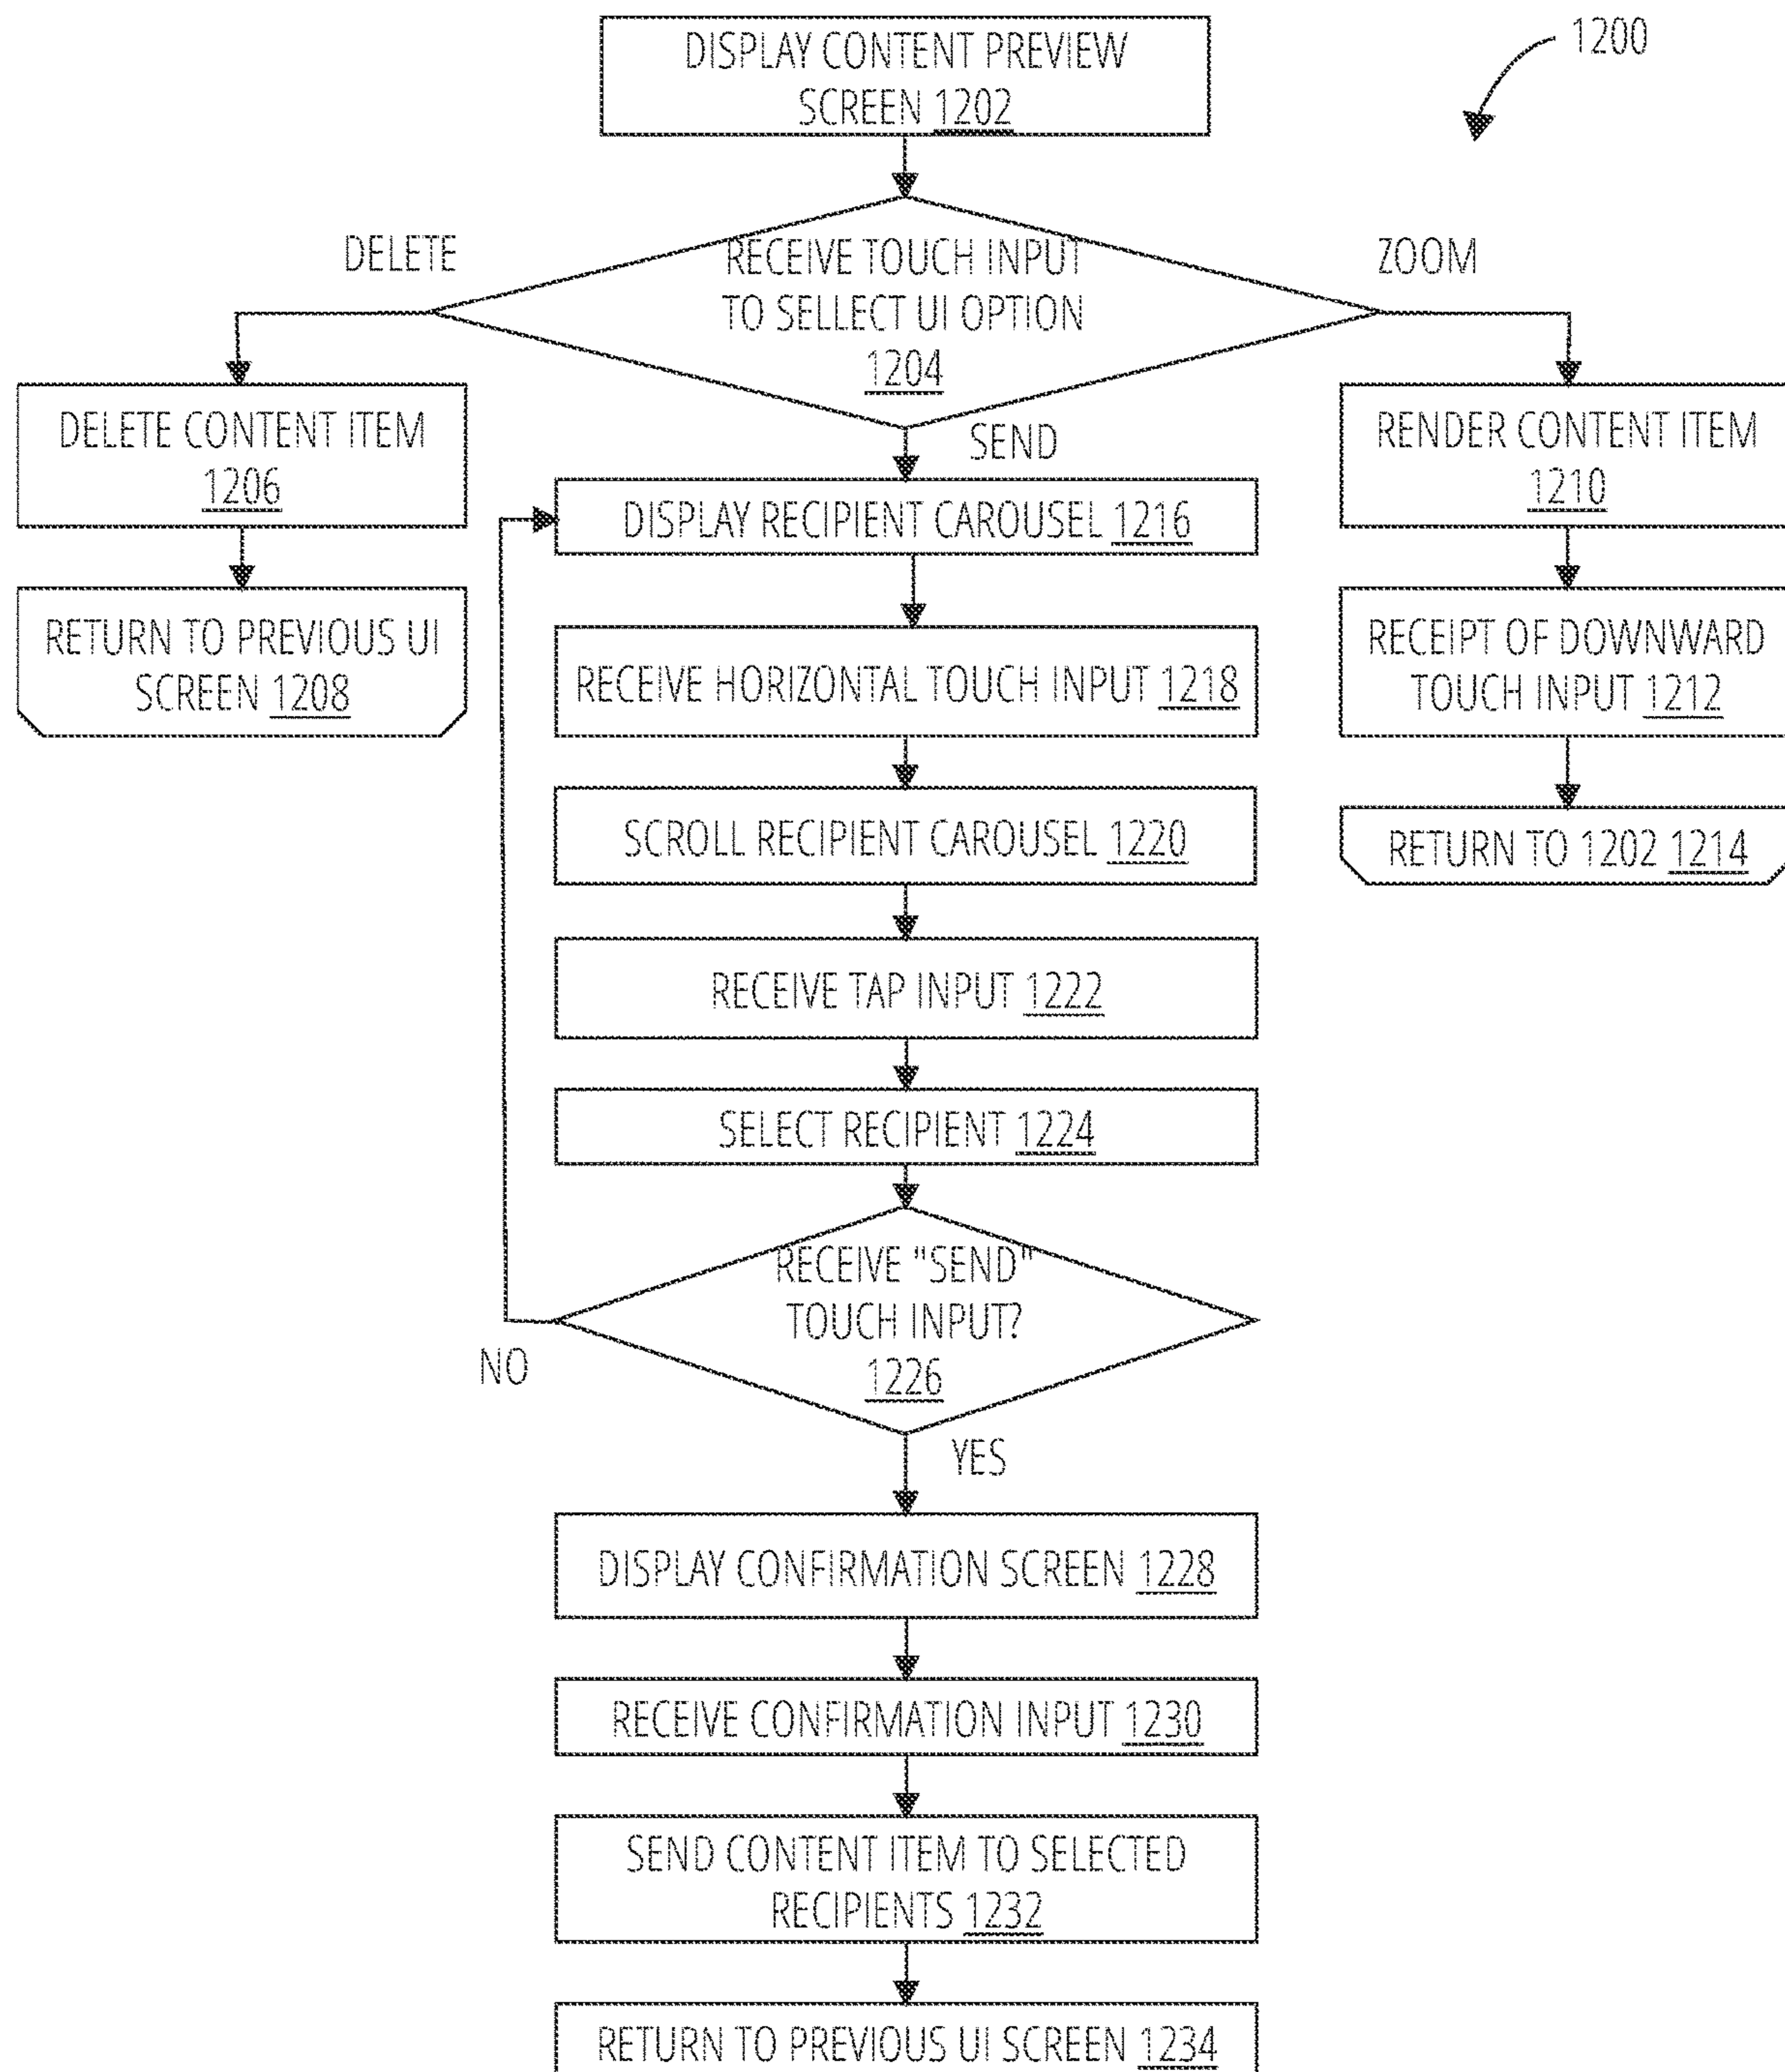 DISPLAY CONTENT PREVIEW
SCREEN 1202
1200
DELETE
RECEIVE TOUCH INPUT
TO SELLECT UI OPTION
1204
ZOOM
SEND
DELETE CONTENT ITEM
1206
RENDER CONTENT ITEM
1210
DISPLAY RECIPIENT CAROUSEL 1216
RETURN TO PREVIOUS UI
SCREEN 1208
RECEIVE HORIZONTAL TOUCH INPUT 1218
RECEIPT OF DOWNWARD
TOUCH INPUT 1212
SCROLL RECIPIENT CAROUSEL 1220
RETURN TO 1202 1214
RECEIVE TAP INPUT 1222
SELECT RECIPIENT 1224
RECEIVE "SEND"
TOUCH INPUT?
1226
NO
YES
DISPLAY CONFIRMATION SCREEN 1228
RECEIVE CONFIRMATION INPUT 1230
SEND CONTENT ITEM TO SELECTED
RECIPIENTS 1232
RETURN TO PREVIOUS UI SCREEN 1234